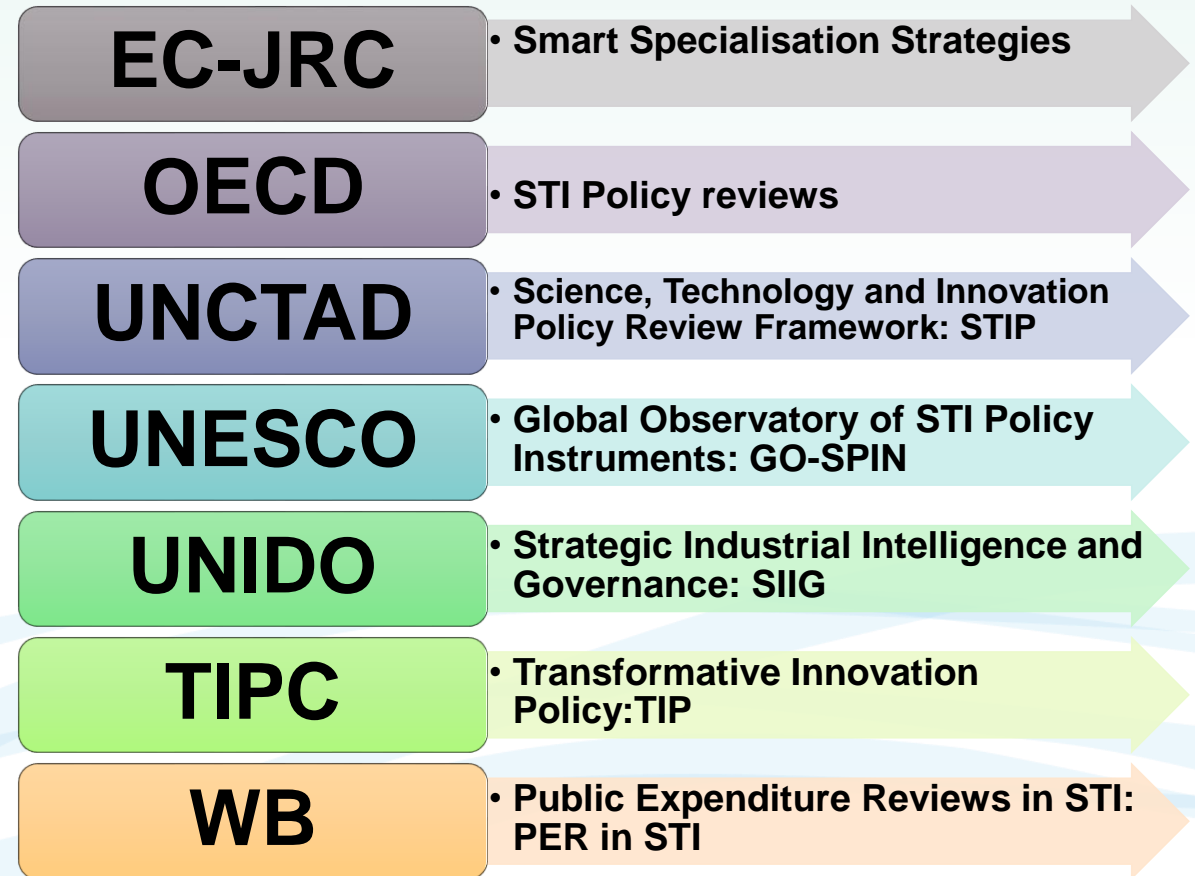 EC-JRC
• Smart Specialisation Strategies
OECD
• STI Policy reviews
UNCTAD
• Science, Technology and Innovation
Policy Review Framework: STIP
UNESCO
• Global Observatory of STI Policy
Instruments: GO-SPIN
UNIDO
• Strategic Industrial Intelligence and
Governance: SIIG
TIPC
• Transformative Innovation
Policy:TIP
WB
• Public Expenditure Reviews in STI:
PER in STI